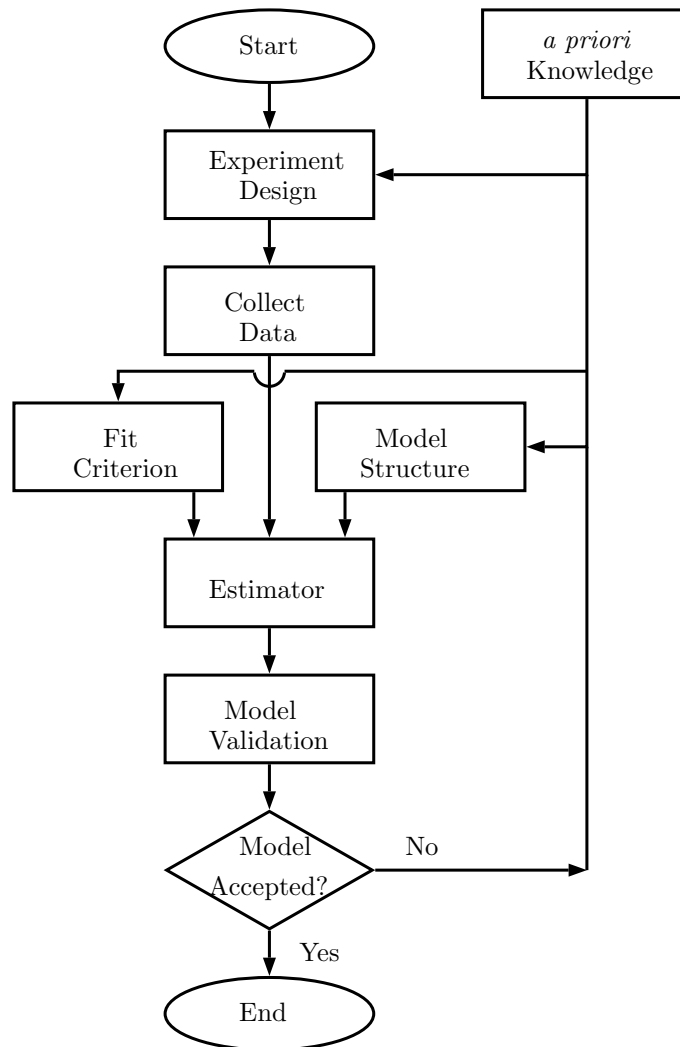 Start
a priori
Knowledge
Experiment
Design
Collect
Data
Fit
Criterion
Model
Structure
Estimator
Model
Validation
Model
Accepted?
No
Yes
End